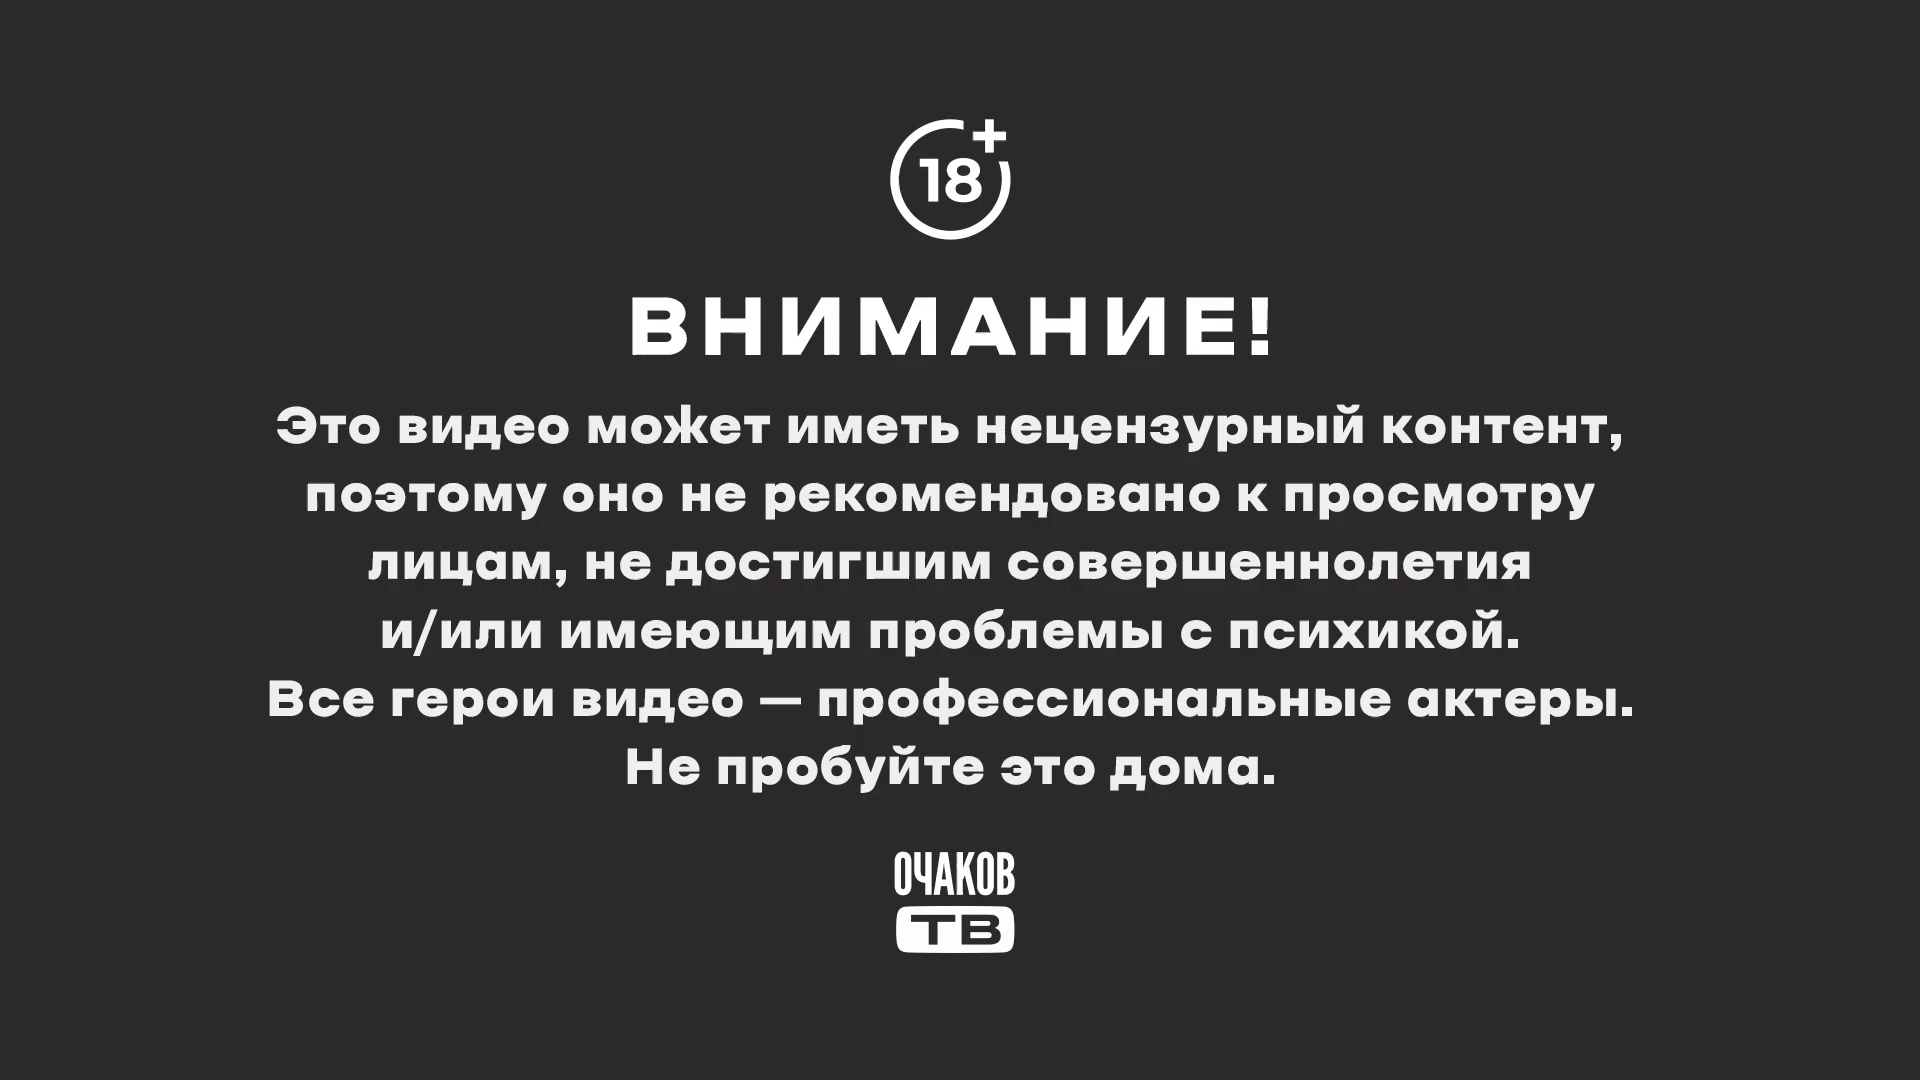 18+
ВНИМАНИЕ!
Это видео может иметь нецензурный контент,
поэтому оно не рекомендовано к просмотру
лицам, не достигшим совершеннолетия
и/или имеющим проблемы с психикой.
Все герои видео — профессиональные актеры.
Не пробуйте это дома.
ОЧАКОВ
ТВ